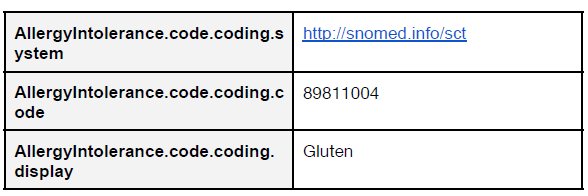 AllergyIntolerance.code.coding.s http://snomed.info/sct
ystem
AllergyIntolerance.code.coding.c 89811004
ode
AllergyIntolerance.code.coding. Gluten
display